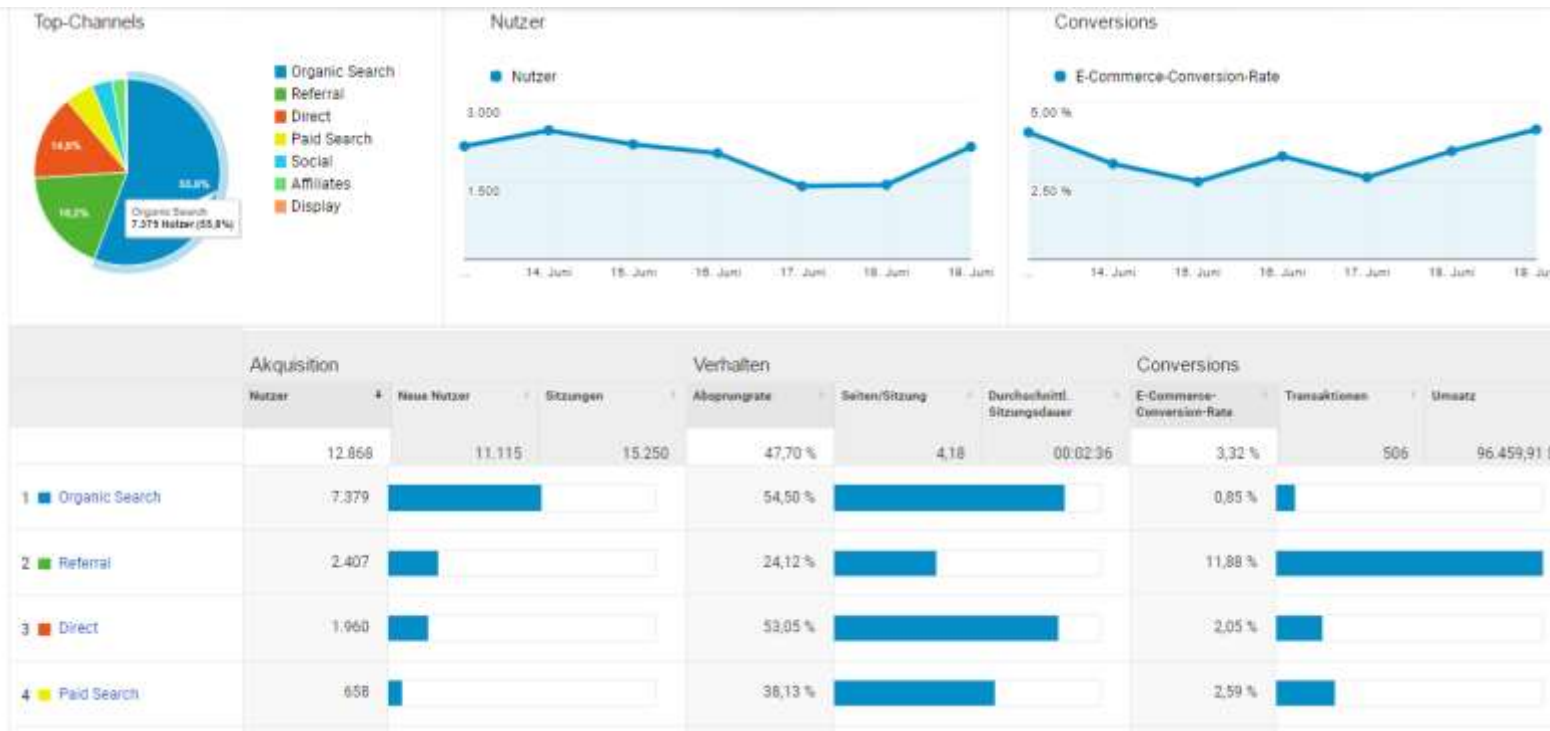 Top-Channels
Organic Search
Referral
Direct
Paid Search
Social
Affiliates
Display
14,8%
55,8%
18,2%
Organic Search
7.379 Nutzer (55,8%)
Nutzer
Nutzer
3.000
1.500
... 14. Juni 15. Juni 16. Juni 17. Juni 18. Juni 19. Juni
Conversions
E-Commerce-Conversion-Rate
5,00 %
2,50 %
... 14. Juni 15. Juni 16. Juni 17. Juni 18. Juni 19. Ju
Akquisition Verhalten Conversions
Nutzer Neue Nutzer Sitzungen Absprungrate Seiten/Sitzung Durchschnittl. Sitzungsdauer E-Commerce-Conversion-Rate Transaktionen Umsatz
12.868 11.115 15.250 47,70 % 4,18 00:02:36 3,32 % 506 96.459,91
1 Organic Search 7.379 54,50 % 0,85 %
2 Referral 2.407 24,12 % 11,88 %
3 Direct 1.960 53,05 % 2,05 %
4 Paid Search 658 38,13 % 2,59 %